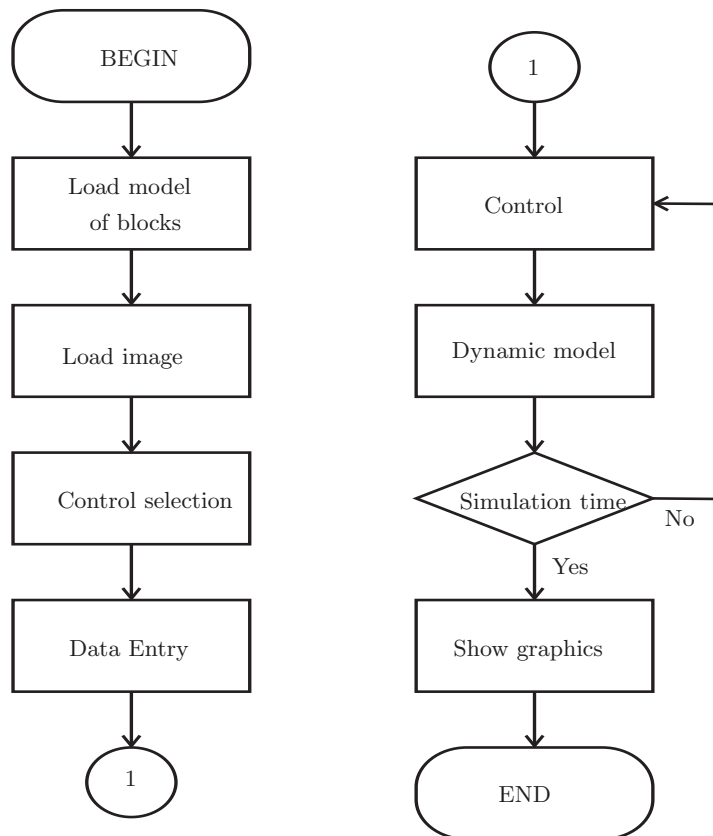 BEGIN
Load model
of blocks
Load image
Control selection
Data Entry
1
1
Control
Dynamic model
Simulation time
No
Yes
Show graphics
END